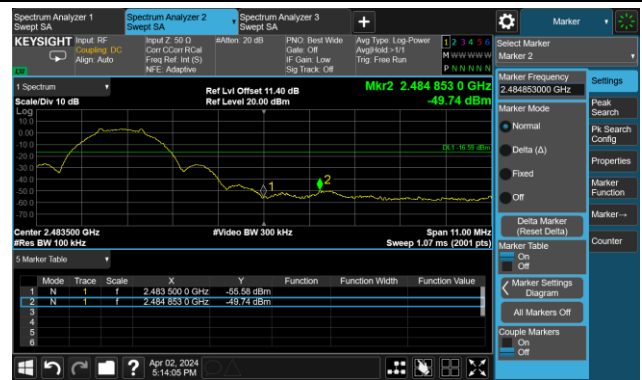 Spectrum Analyzer 1
Swept SA
Spectrum Analyzer 2
Swept SA
Spectrum Analyzer 3
Swept SA
Marker
KEYSIGHT
Input: RF
Coupling: DC
Align: Auto
Input Z: 50 Ω
Corr CCorr RCal
Freq Ref: Int (S)
NFE: Adaptive
#Atten: 20 dB
PNO: Best Wide
Gate: Off
IF Gain: Low
Sig Track: Off
Avg Type: Log-Power
Avg|Hold:>1/1
Trig: Free Run
1 2 3 4 5 6
M W W W W W
P N N N N N
LW
Select Marker
Marker 2
1 Spectrum
Scale/Div 10 dB
Ref Lvl Offset 11.40 dB
Ref Level 20.00 dBm
Mkr2 2.484 853 0 GHz
-49.74 dBm
Log
10.0
0.00
-10.0
-20.0
-30.0
-40.0
-50.0
-60.0
-70.0
DL1 -16.59 dBm
1
2
Center 2.483500 GHz
#Res BW 100 kHz
#Video BW 300 kHz
Span 11.00 MHz
Sweep 1.07 ms (2001 pts)
5 Marker Table
Mode Trace Scale X Y Function Function Width Function Value
1 N 1 f 2.483 500 0 GHz -55.58 dBm
2 N 1 f 2.484 853 0 GHz -49.74 dBm
3
4
5
6
Marker Frequency
2.484853000 GHz
Marker Mode
Normal
Delta (Δ)
Fixed
Off
Delta Marker
(Reset Delta)
Marker Table
On
Off
Marker Settings
Diagram
All Markers Off
Couple Markers
On
Off
Settings
Peak
Search
Pk Search
Config
Properties
Marker
Function
Marker→
Counter
?
Apr 02, 2024
5:14:05 PM